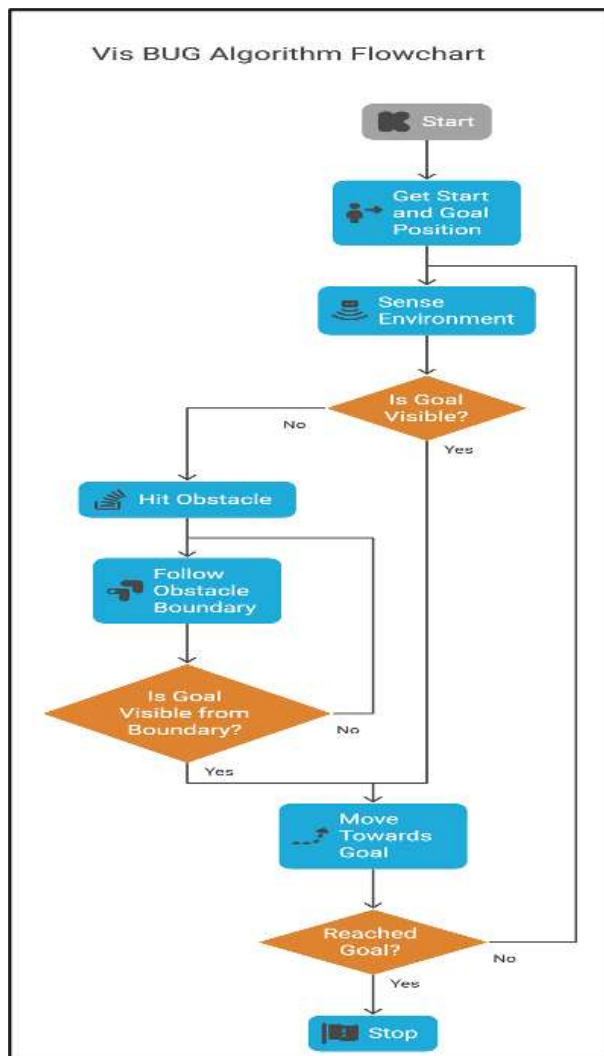 Vis BUG Algorithm Flowchart
Start
Get Start
and Goal
Position
Sense
Environment
Is Goal
Visible?
No
Yes
Hit Obstacle
Follow
Obstacle
Boundary
Is Goal
Visible from
Boundary?
No
Yes
Move
Towards
Goal
Reached
Goal?
No
Yes
Stop